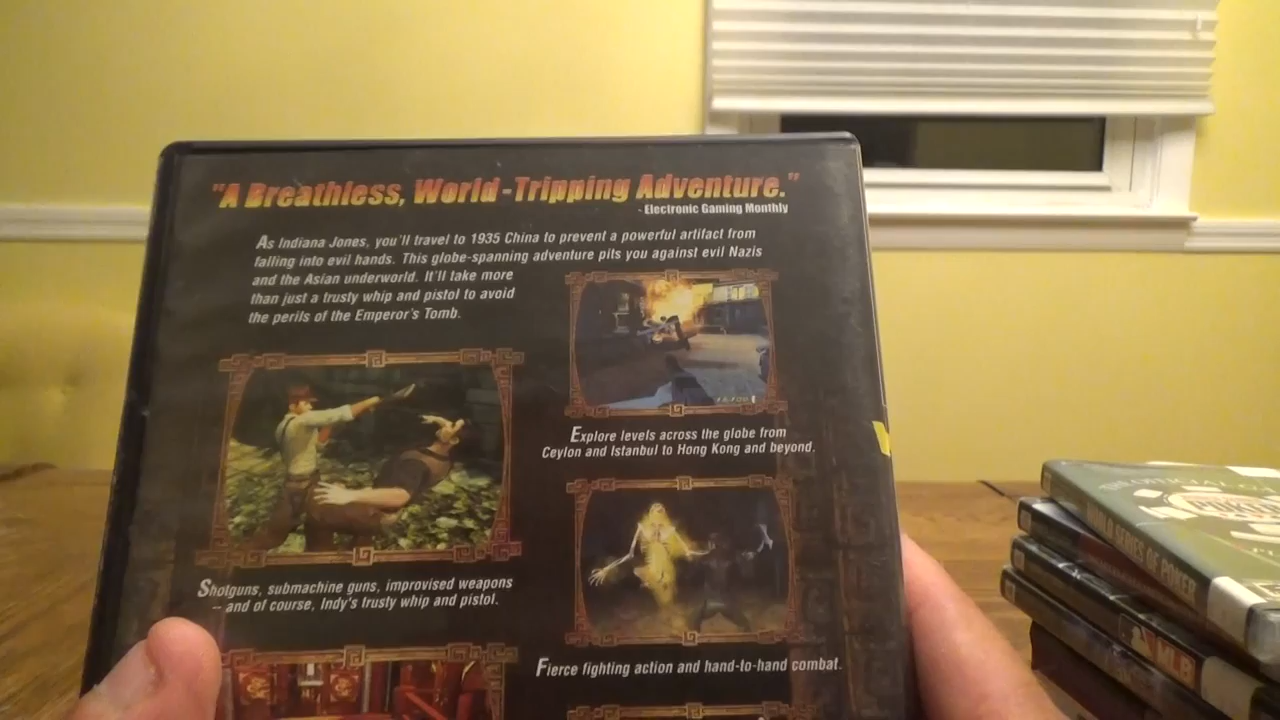 "A Breathless, World-Tripping Adventure."
- Electronic Gaming Monthly
As Indiana Jones, you'll travel to 1935 China to prevent a powerful artifact from
falling into evil hands. This globe-spanning adventure pits you against evil Nazis
and the Asian underworld. It'll take more
than just a trusty whip and pistol to avoid
the perils of the Emperor's Tomb.
Explore levels across the globe from
Ceylon and Istanbul to Hong Kong and beyond.
Shotguns, submachine guns, improvised weapons
-- and of course, Indy's trusty whip and pistol.
Fierce fighting action and hand-to-hand combat.
WORLD SERIES OF POKER
MLB